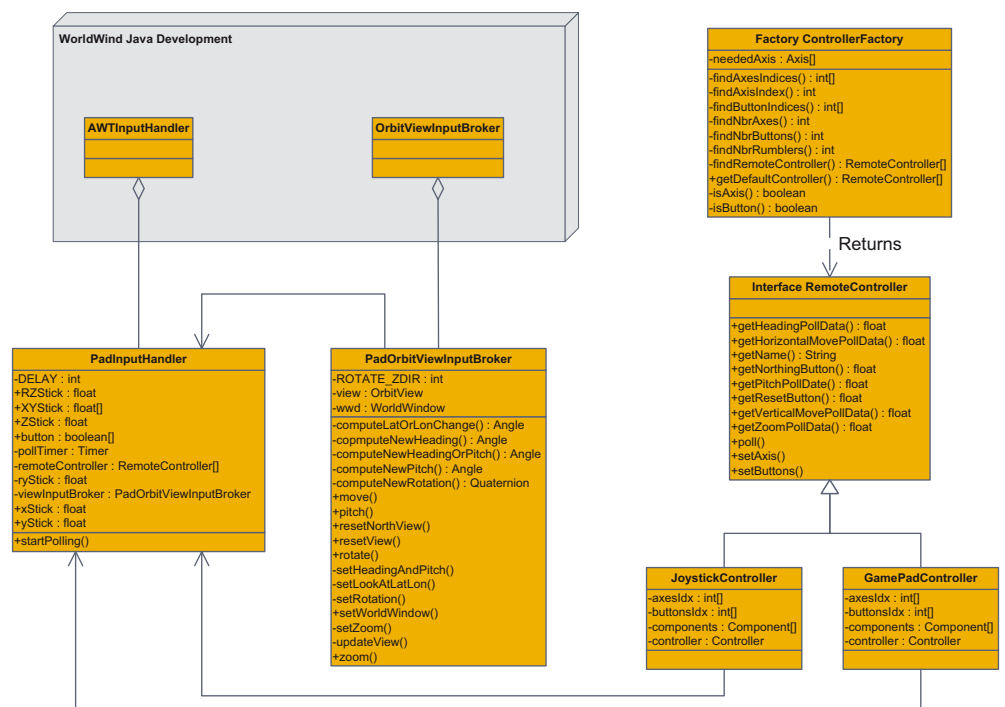 WorldWind Java Development
AWTInputHandler
OrbitViewInputBroker
Factory ControllerFactory
-neededAxis : Axis[]
-findAxesIndices() : int[]
-findAxisIndex() : int
-findButtonIndices() : int[]
-findNbrAxes() : int
-findNbrButtons() : int
-findNbrRumblers() : int
-findRemoteController() : RemoteController[]
+getDefaultController() : RemoteController[]
-isAxis() : boolean
-isButton() : boolean
Returns
Interface RemoteController
+getHeadingPollData() : float
+getHorizontalMovePollData() : float
+getName() : String
+getNorthingButton() : float
+getPitchPollDate() : float
+getResetButton() : float
+getVerticalMovePollData() : float
+getZoomPollData() : float
+poll()
+setAxis()
+setButtons()
PadInputHandler
-DELAY : int
+RZStick : float
+XYStick : float[]
+ZStick : float
+button : boolean[]
-pollTimer : Timer
-remoteController : RemoteController[]
-ryStick : float
-viewInputBroker : PadOrbitViewInputBroker
+xStick : float
+yStick : float
+startPolling()
PadOrbitViewInputBroker
-ROTATE_ZDIR : int
-view : OrbitView
-wwd : WorldWindow
-computeLatOrLonChange() : Angle
-copmputeNewHeading() : Angle
-computeNewHeadingOrPitch() : Angle
-computeNewPitch() : Angle
-computeNewRotation() : Quaternion
+move()
+pitch()
+resetNorthView()
+resetView()
+rotate()
-setHeadingAndPitch()
-setLookAtLatLon()
-setRotation()
+setWorldWindow()
-setZoom()
-updateView()
+zoom()
JoystickController
-axesIdx : int[]
-buttonsIdx : int[]
-components : Component[]
-controller : Controller
GamePadController
-axesIdx : int[]
-buttonsIdx : int[]
-components : Component[]
-controller : Controller